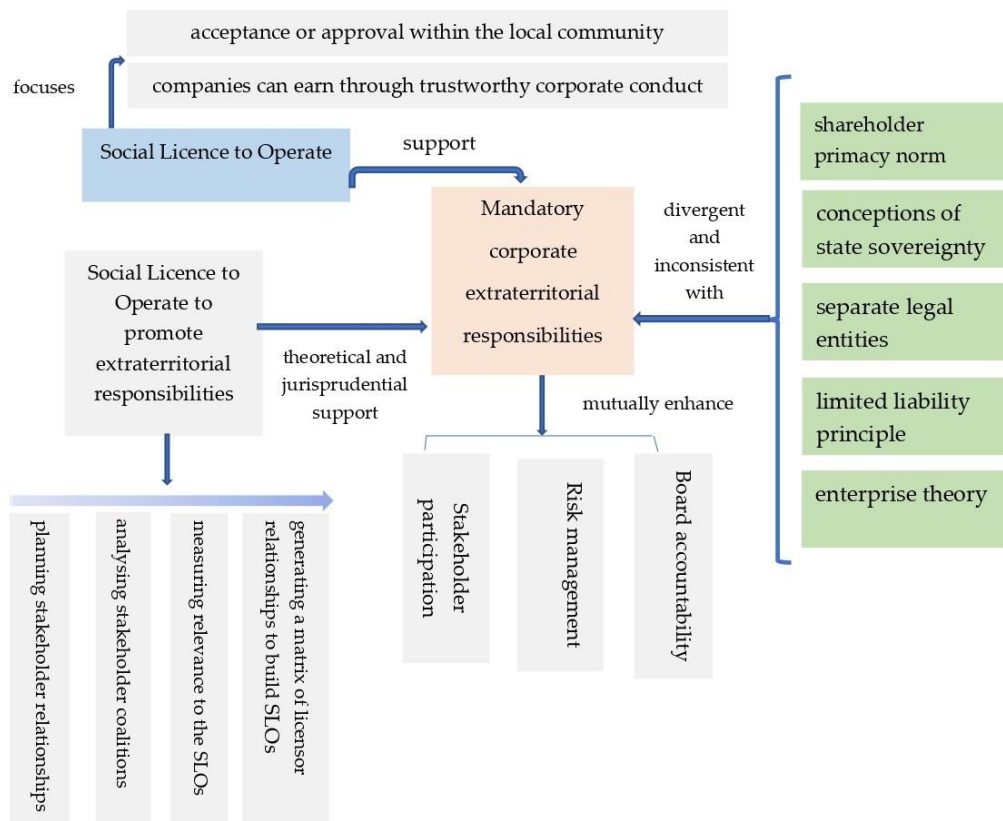 acceptance or approval within the local community
focuses
companies can earn through trustworthy corporate conduct
Social Licence to Operate
support
Mandatory
corporate
extraterritorial
responsibilities
divergent
and
inconsistent
with
shareholder
primacy norm
conceptions of
state sovereignty
separate legal
entities
limited liability
principle
enterprise theory
Social Licence to
Operate to
promote
extraterritorial
responsibilities
theoretical and
jurisprudential
support
mutually enhance
Stakeholder
participation
Risk management
Board accountability
planning stakeholder relationships
analysing stakeholder coalitions
measuring relevance to the SLOs
generating a matrix of licensor
relationships to build SLOs